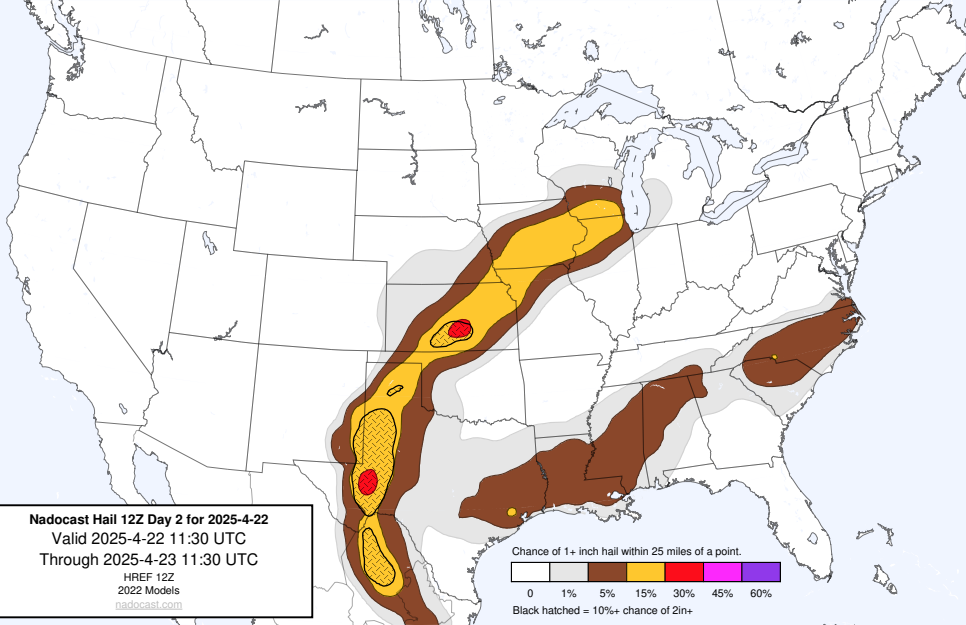 Nadocast Hail 12Z Day 2 for 2025-4-22
Valid 2025-4-22 11:30 UTC
Through 2025-4-23 11:30 UTC
HREF 12Z
2022 Models
nadocast.com
Chance of 1+ inch hail within 25 miles of a point.
0 1% 5% 15% 30% 45% 60%
Black hatched = 10%+ chance of 2in+